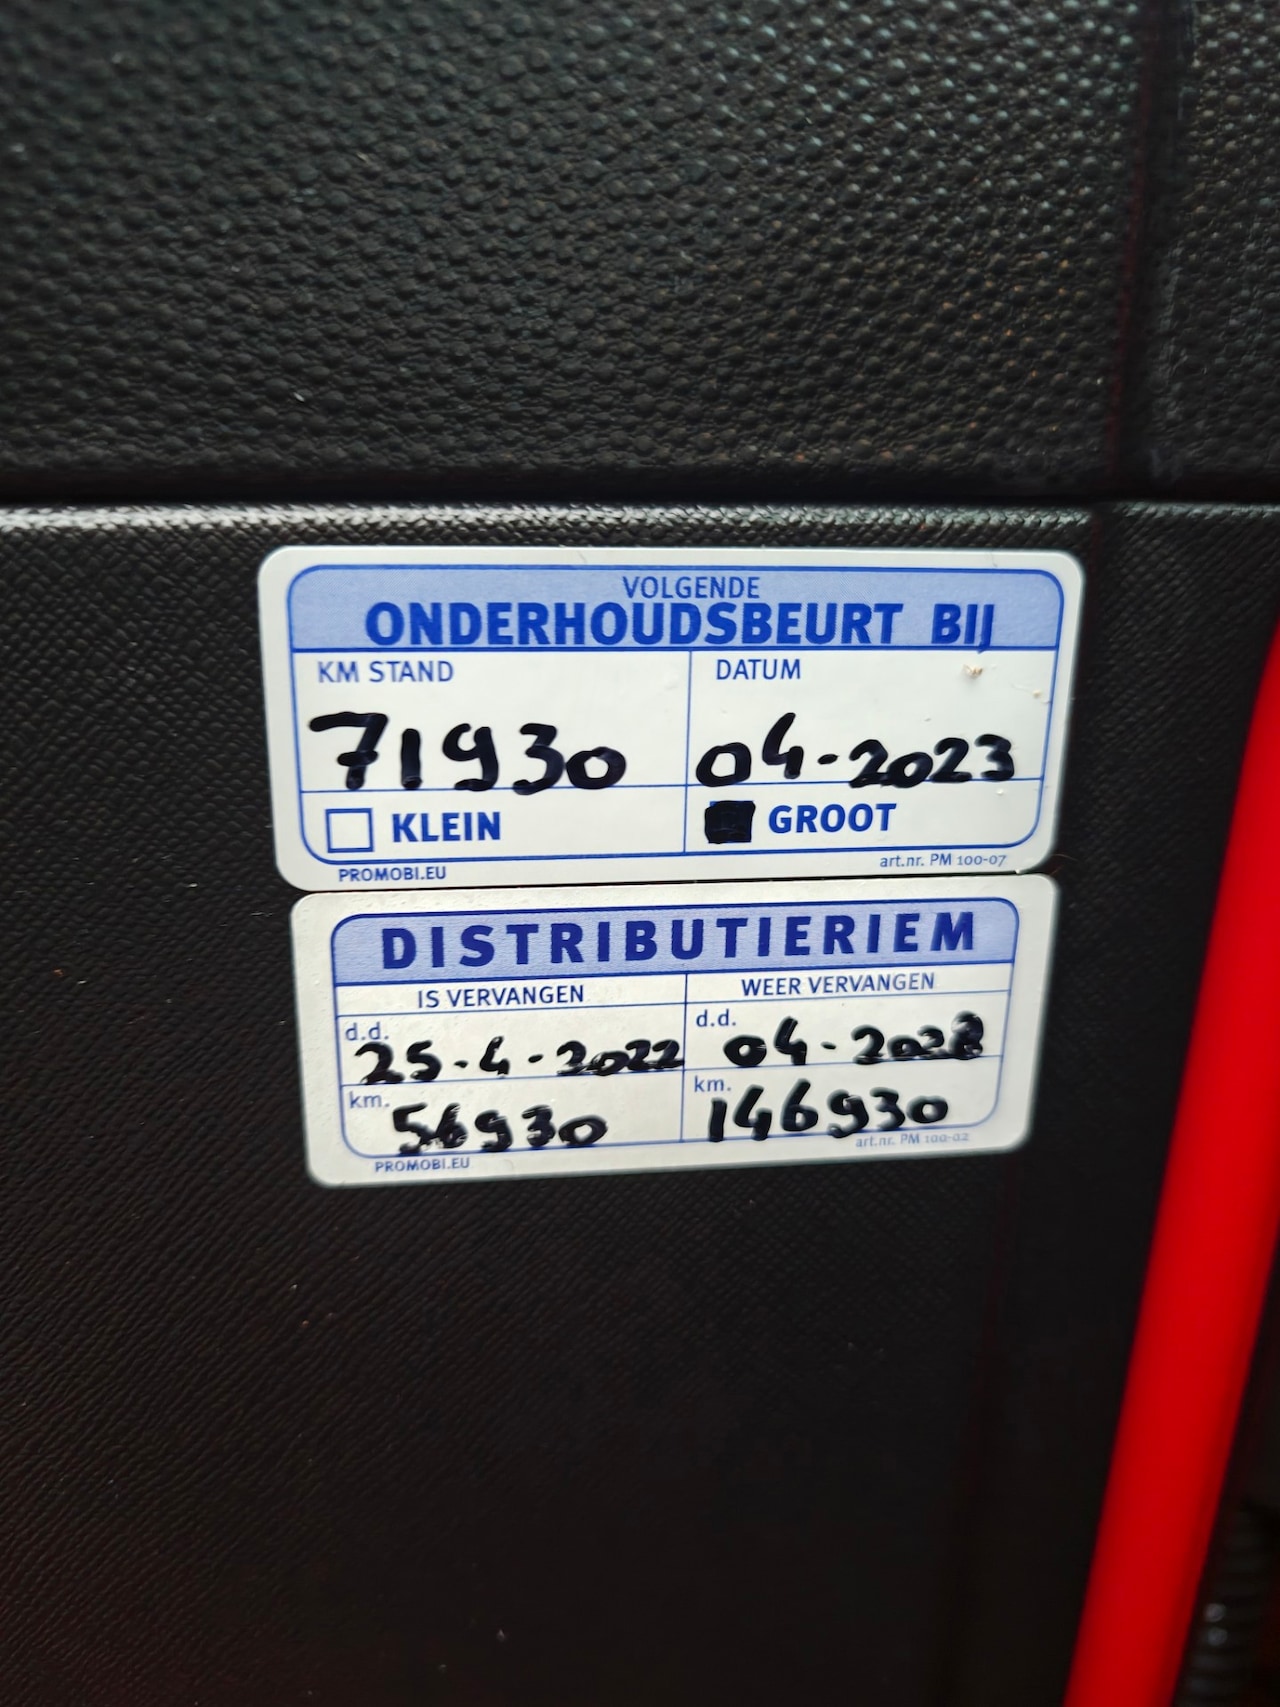 VOLGENDE
ONDERHOUDSBEURT BIJ
KM STAND DATUM
71930 04-2023
KLEIN GROOT
PROMOBI.EU art.nr. PM 100-07
DISTRIBUTIERIEM
IS VERVANGEN WEER VERVANGEN
d.d. 25-4-2022 d.d. 04-2028
km. 56930 km. 146930
PROMOBI.EU art.nr. PM 100-02